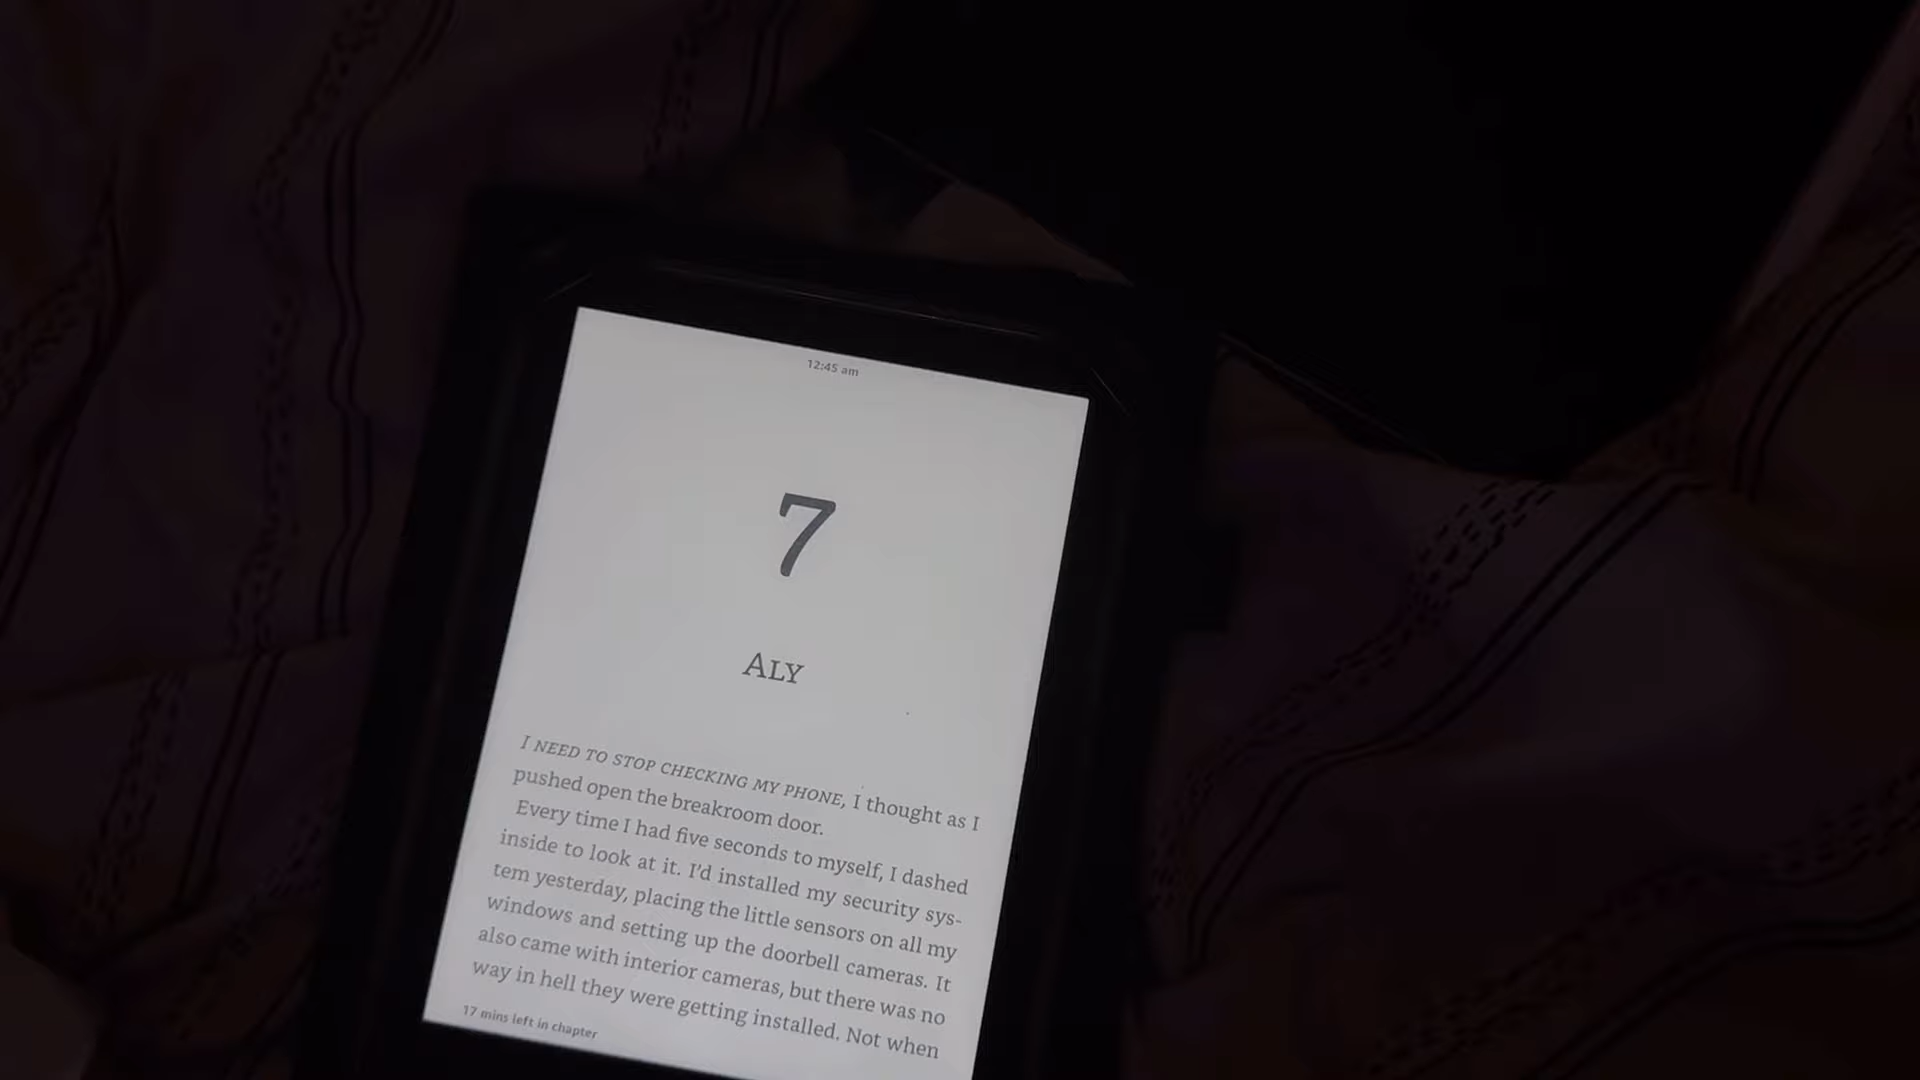 12:45 am
7
ALY
I NEED TO STOP CHECKING MY PHONE, I thought as I
pushed open the breakroom door.
Every time I had five seconds to myself, I dashed
inside to look at it. I'd installed my security sys-
tem yesterday, placing the little sensors on all my
windows and setting up the doorbell cameras. It
also came with interior cameras, but there was no
way in hell they were getting installed. Not when
17 mins left in chapter